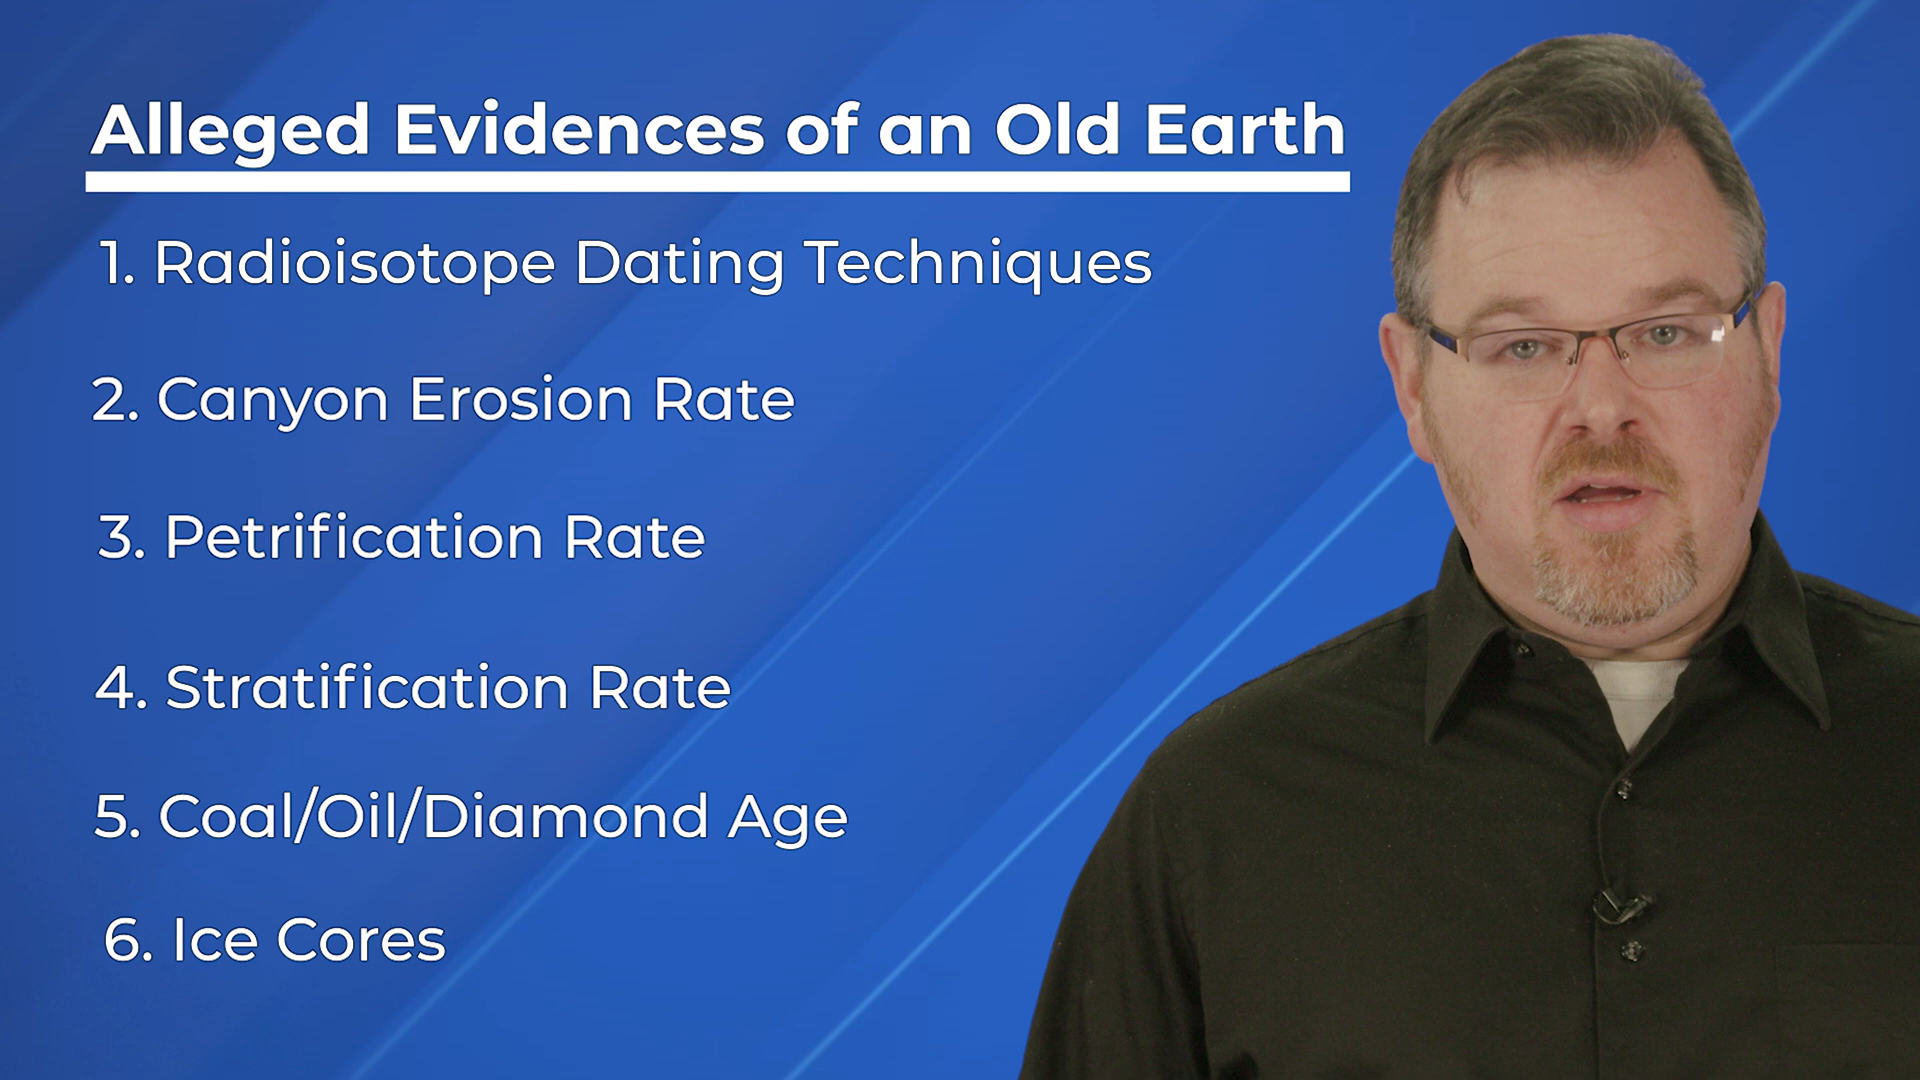 Alleged Evidences of an Old Earth
1. Radioisotope Dating Techniques
2. Canyon Erosion Rate
3. Petrification Rate
4. Stratification Rate
5. Coal/Oil/Diamond Age
6. Ice Cores